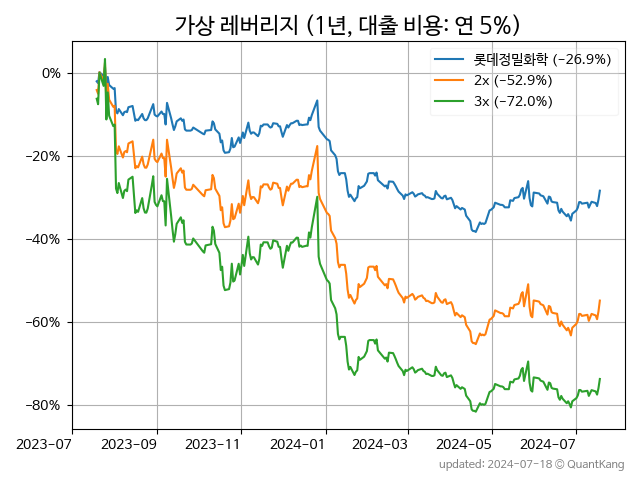 가상 레버리지 (1년, 대출 비용: 연 5%)
롯데정밀화학 (−26.9%)
2x (−52.9%)
3x (−72.0%)
0%
−20%
−40%
−60%
−80%
2023−07 2023−09 2023−11 2024−01 2024−03 2024−05 2024−07
updated: 2024−07−18 © QuantKang